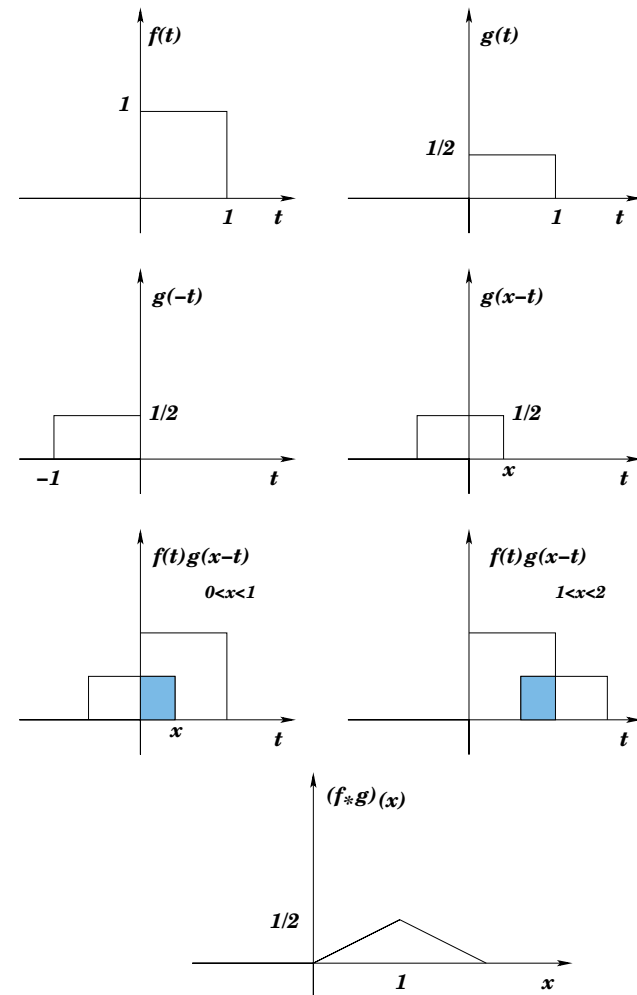 f(t)
1
1
t
g(t)
1/2
1
t
g(-t)
1/2
-1
t
g(x-t)
1/2
x
t
f(t)g(x-t)
0<x<1
x
t
f(t)g(x-t)
1<x<2
t
(f*g)(x)
1/2
1
x